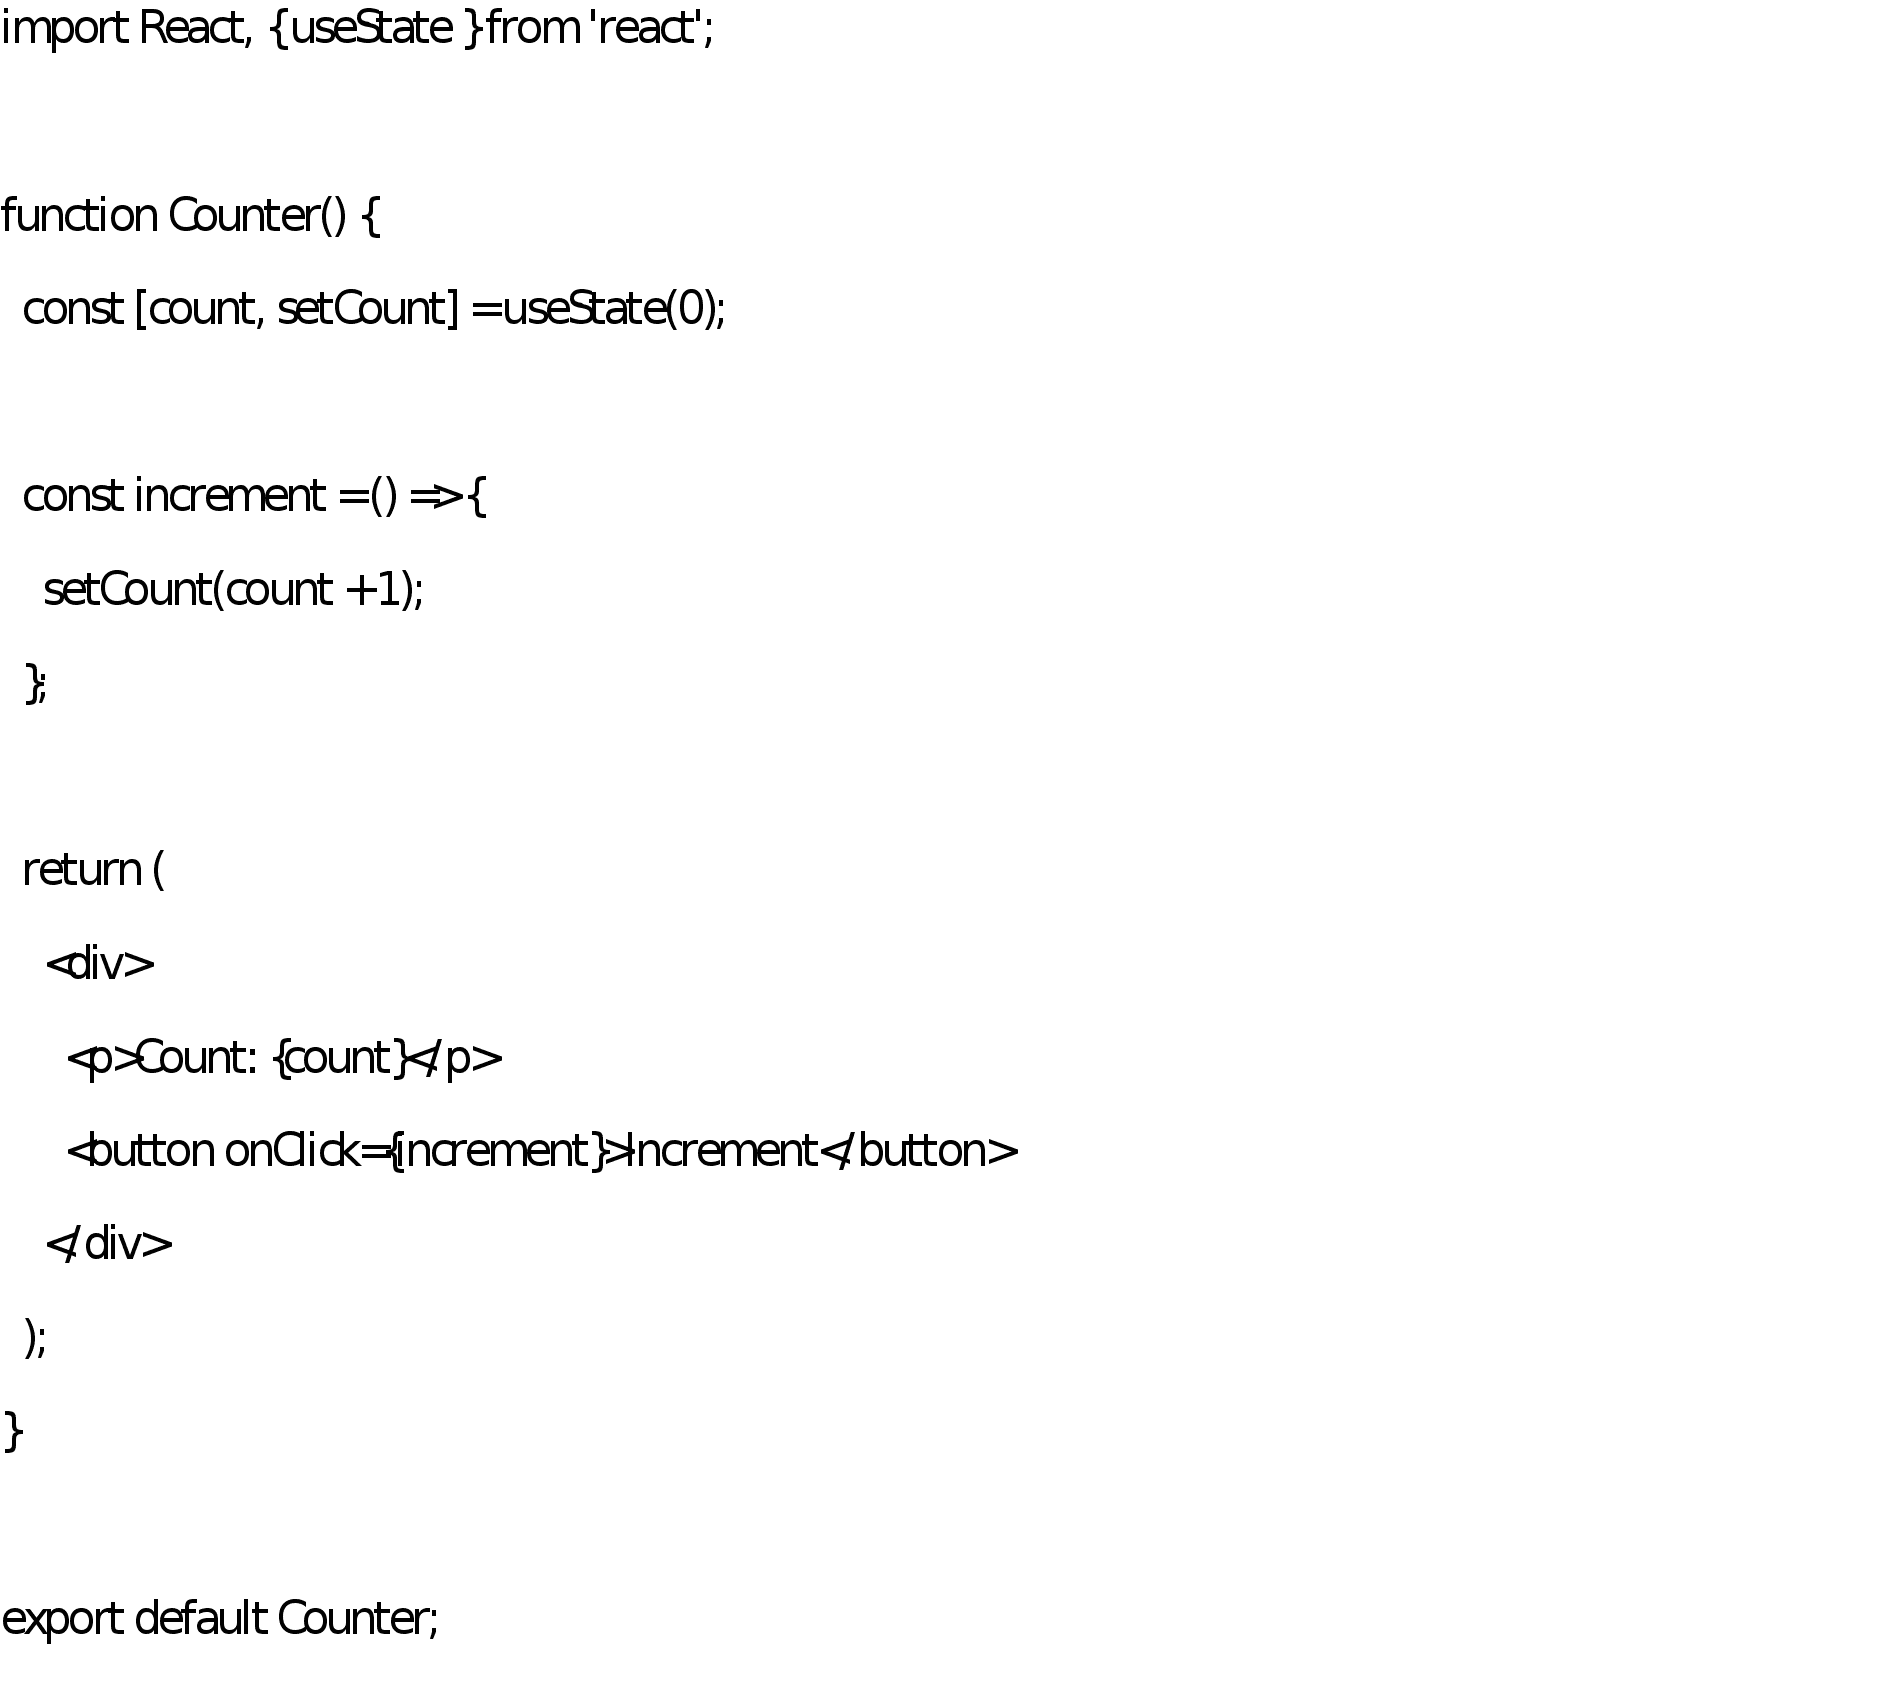 import React, { useState } from 'react';

function Counter() {
  const [count, setCount] = useState(0);

  const increment = () => {
    setCount(count + 1);
  };

  return (
    <div>
      <p>Count: {count}</p>
      <button onClick={increment}>Increment</button>
    </div>
  );
}

export default Counter;